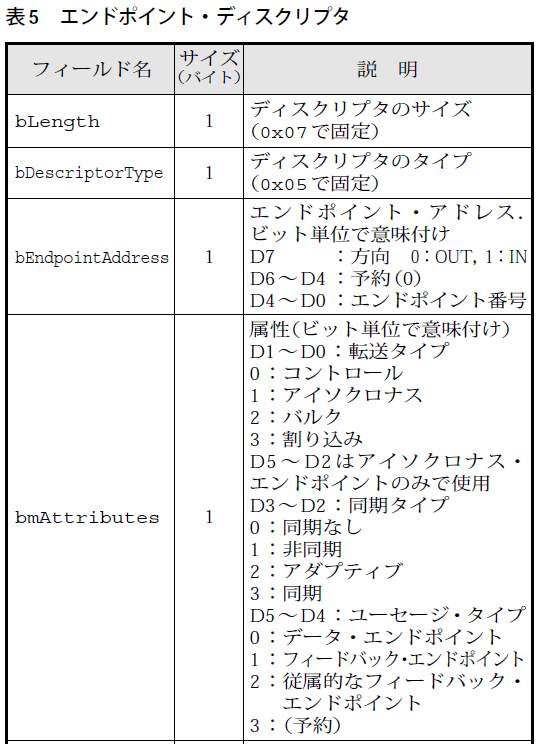 表5　エンドポイント・ディスクリプタ
フィールド名
サイズ
(バイト)
説　明
bLength
1
ディスクリプタのサイズ
(0x07で固定)
bDescriptorType
1
ディスクリプタのタイプ
(0x05で固定)
bEndpointAddress
1
エンドポイント・アドレス．
ビット単位で意味付け
D7　　　：方向　0：OUT，1：IN
D6～D4：予約(0)
D4～D0：エンドポイント番号
bmAttributes
1
属性(ビット単位で意味付け)
D1～D0：転送タイプ
0：コントロール
1：アイソクロナス
2：バルク
3：割り込み
D5～D2はアイソクロナス・
エンドポイントのみで使用
D3～D2：同期タイプ
0：同期なし
1：非同期
2：アダプティブ
3：同期
D5～D4：ユーセージ・タイプ
0：データ・エンドポイント
1：フィードバック・エンドポイント
2：従属的なフィードバック・
エンドポイント
3：(予約)